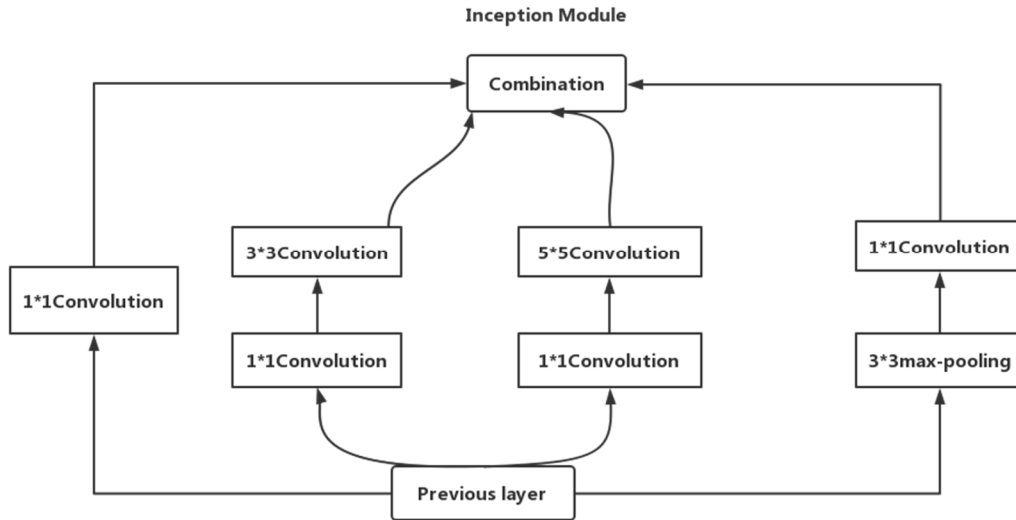 Inception Module
Combination
3*3Convolution
5*5Convolution
1*1Convolution
1*1Convolution
1*1Convolution
1*1Convolution
3*3max-pooling
Previous layer